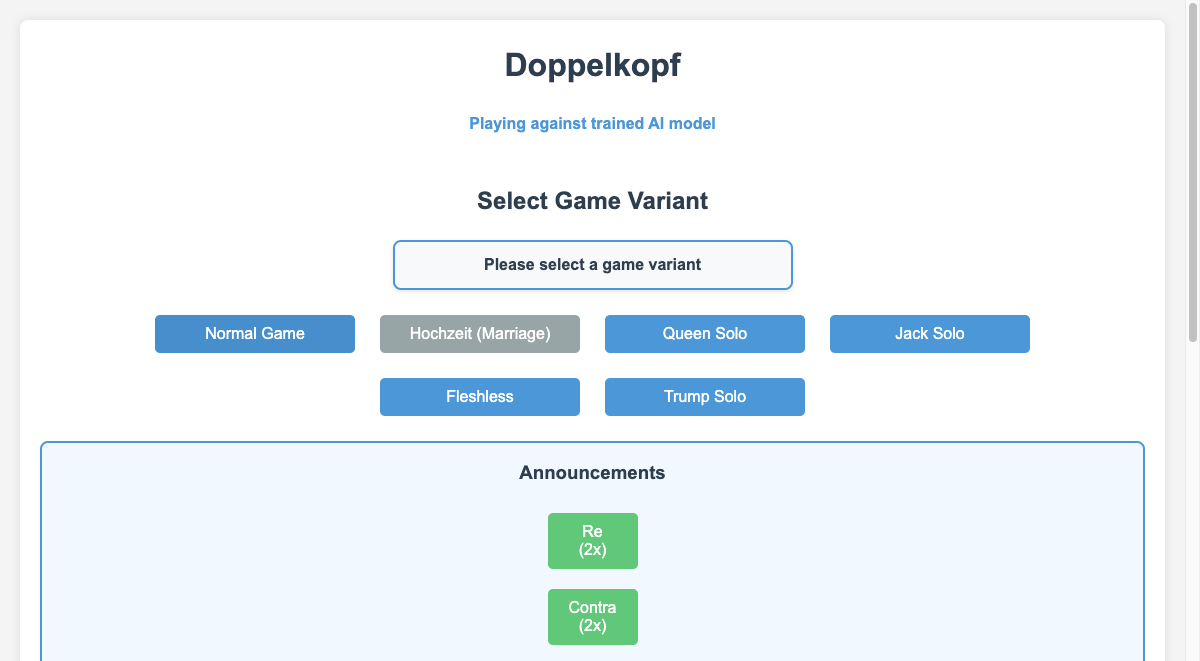 Doppelkopf
Playing against trained AI model
Select Game Variant
Please select a game variant
Normal Game
Hochzeit (Marriage)
Queen Solo
Jack Solo
Fleshless
Trump Solo
Announcements
Re
(2x)
Contra
(2x)